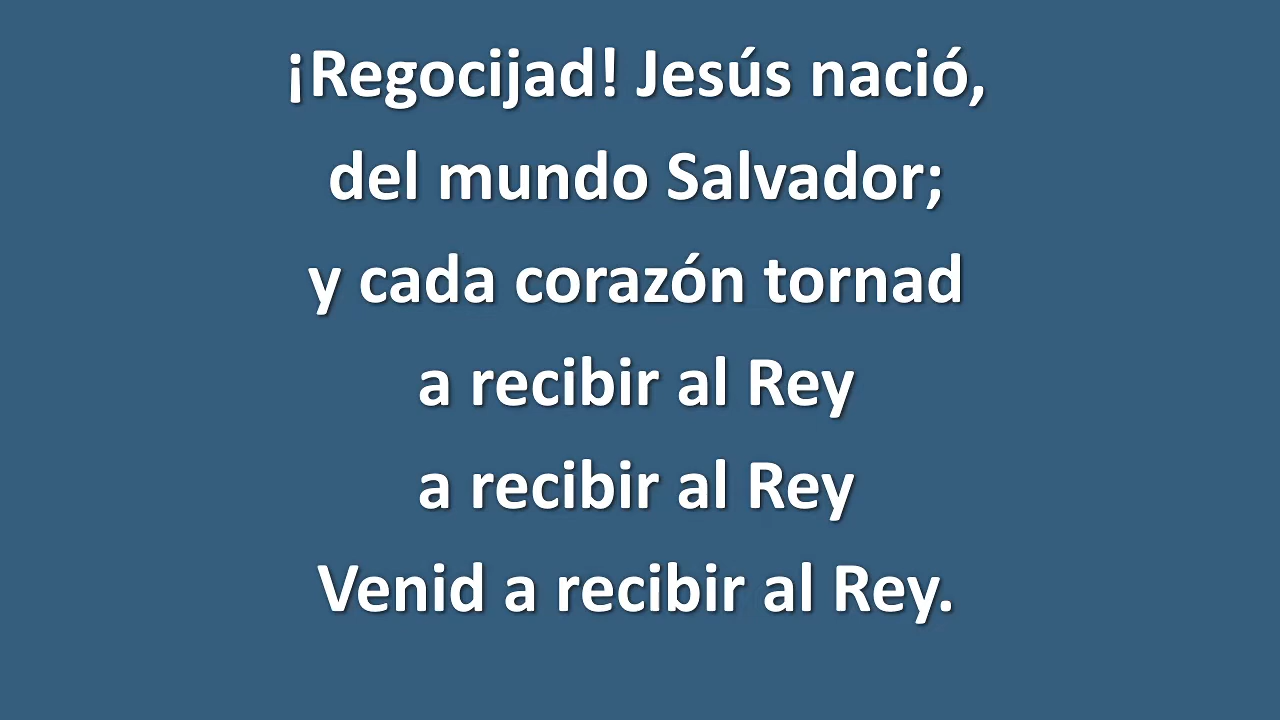 ¡Regocijad! Jesús nació,
del mundo Salvador;
y cada corazón tornad
a recibir al Rey
a recibir al Rey
Venid a recibir al Rey.